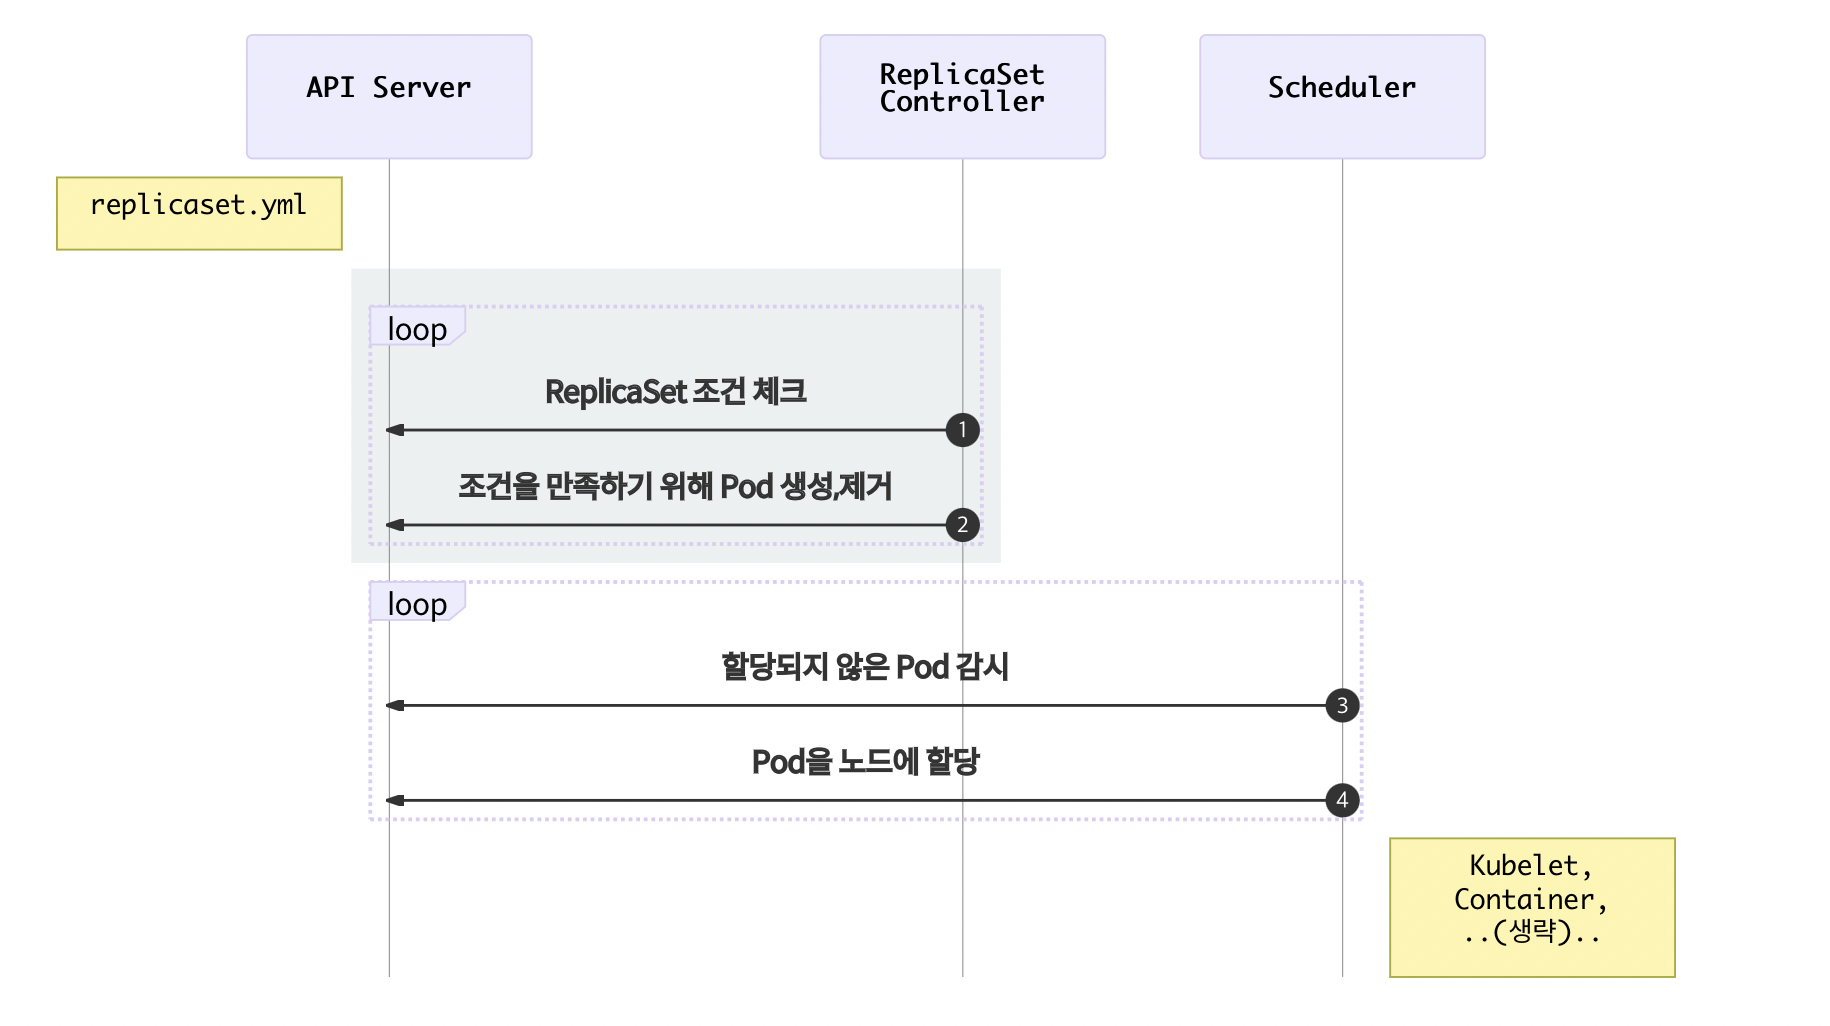 API Server
ReplicaSet
Controller
Scheduler
replicaset.yml
loop
ReplicaSet 조건 체크
1
조건을 만족하기 위해 Pod 생성,제거
2
loop
할당되지 않은 Pod 감시
3
Pod을 노드에 할당
4
Kubelet,
Container,
..(생략)..